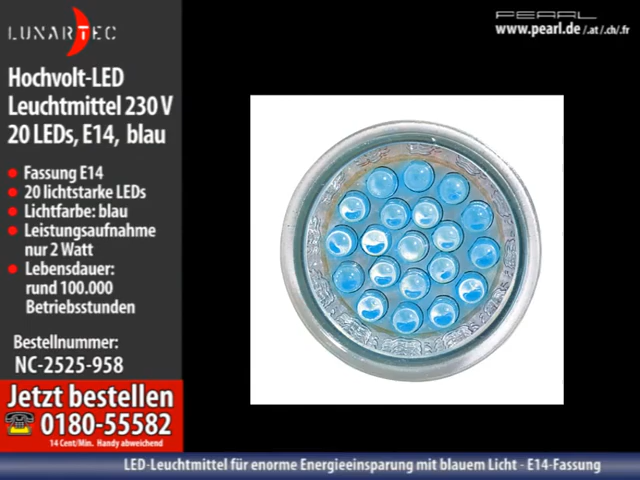 LUNARTEC
PEARL
www.pearl.de /.at /.ch/.fr
Hochvolt-LED
Leuchtmittel 230 V
20 LEDs, E14, blau
Fassung E14
20 lichtstarke LEDs
Lichtfarbe: blau
Leistungsaufnahme
nur 2 Watt
Lebensdauer:
rund 100.000
Betriebsstunden
Bestellnummer:
NC-2525-958
Jetzt bestellen
0180-55582
14 Cent/Min. Handy abweichend
LED-Leuchtmittel für enorme Energieeinsparung mit blauem Licht - E14-Fassung